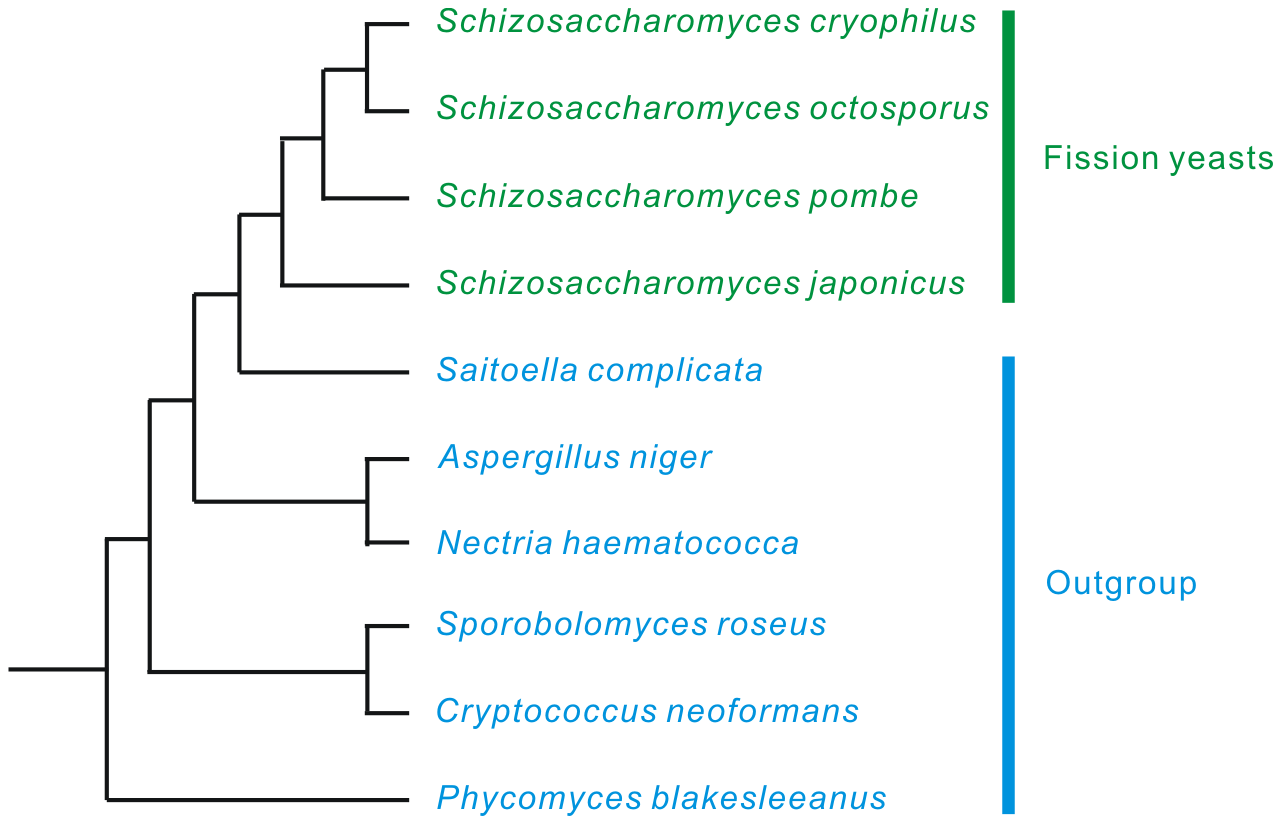 Schizosaccharomyces cryophilus
Schizosaccharomyces octosporus
Schizosaccharomyces pombe
Schizosaccharomyces japonicus
Fission yeasts
Saitoella complicata
Aspergillus niger
Nectria haematococca
Sporobolomyces roseus
Cryptococcus neoformans
Phycomyces blakesleeanus
Outgroup